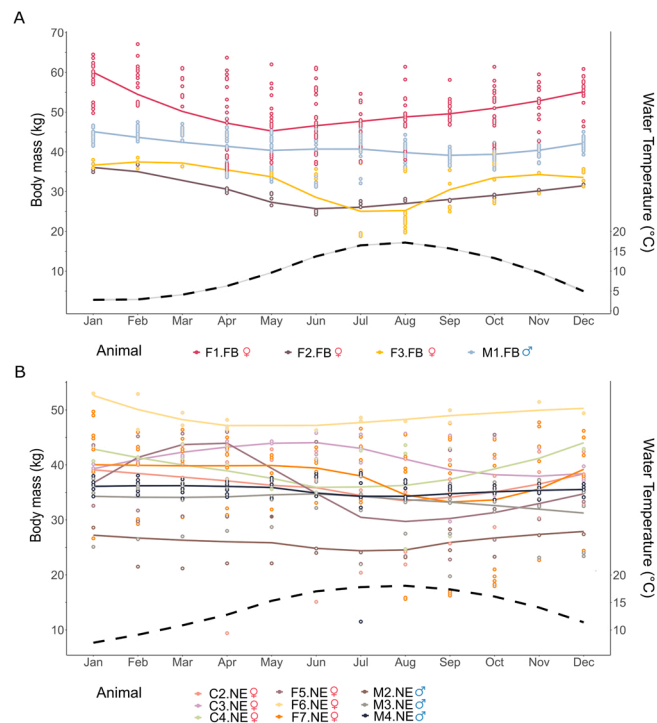 A
70
60
50
40
30
20
10
Body mass (kg)
20
15
10
5
0
Water Temperature (°C)
Jan Feb Mar Apr May Jun Jul Aug Sep Oct Nov Dec
Animal F1.FB ♀ F2.FB ♀ F3.FB ♀ M1.FB ♂
B
50
40
30
20
10
Body mass (kg)
20
15
10
Water Temperature (°C)
Jan Feb Mar Apr May Jun Jul Aug Sep Oct Nov Dec
Animal
C2.NE ♀ F5.NE ♀ M2.NE ♂
C3.NE ♀ F6.NE ♀ M3.NE ♂
C4.NE ♀ F7.NE ♀ M4.NE ♂